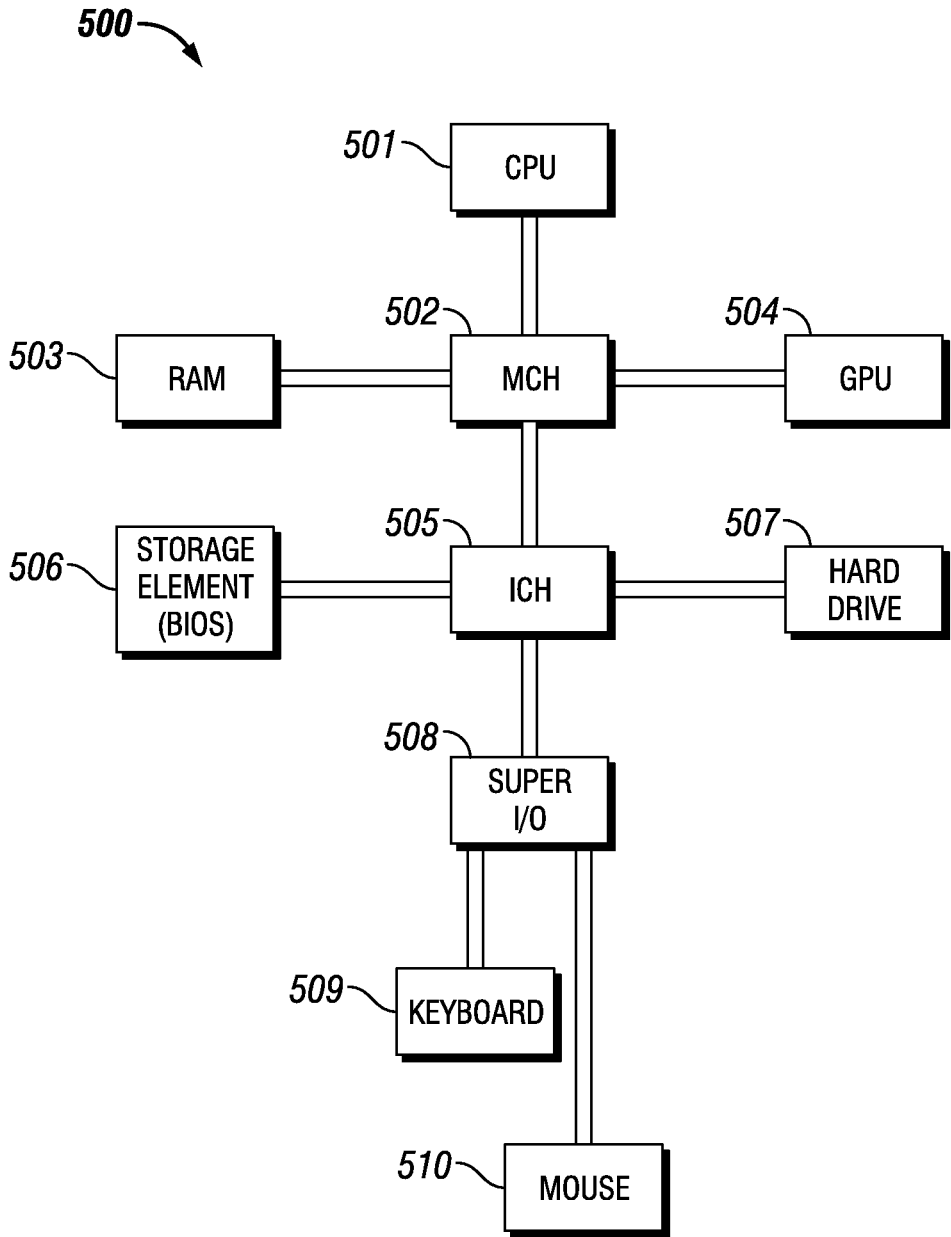 500
501
CPU
502
504
503
RAM
MCH
GPU
505
507
506
STORAGE
ELEMENT
(BIOS)
ICH
HARD
DRIVE
508
SUPER
I/O
509
KEYBOARD
510
MOUSE